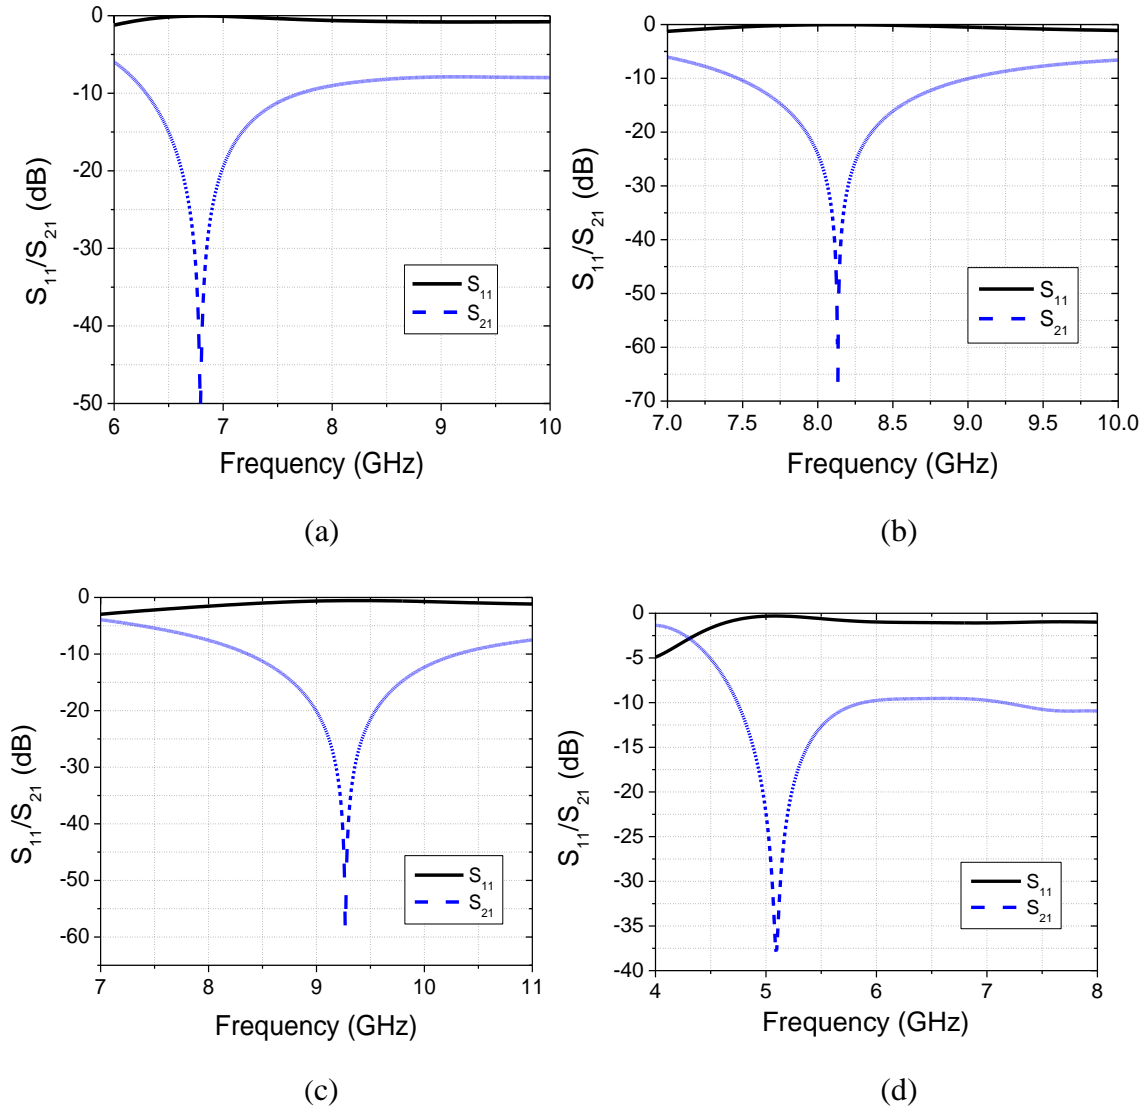 0
-10
-20
-30
-40
-50
6
7
8
9
10
S11/S21 (dB)
Frequency (GHz)
S11
S21
(a)
0
-10
-20
-30
-40
-50
-60
-70
7.0
7.5
8.0
8.5
9.0
9.5
10.0
S11/S21 (dB)
Frequency (GHz)
S11
S21
(b)
0
-10
-20
-30
-40
-50
-60
7
8
9
10
11
S11/S21 (dB)
Frequency (GHz)
S11
S21
(c)
0
-5
-10
-15
-20
-25
-30
-35
-40
4
5
6
7
8
S11/S21 (dB)
Frequency (GHz)
S11
S21
(d)